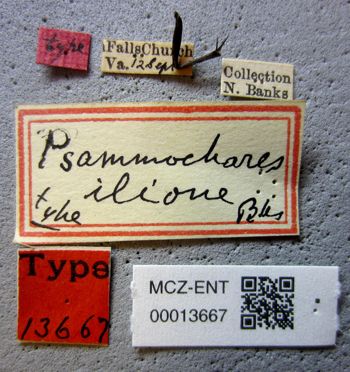 type
Falls Church
Va. 12 Sept
Collection
N. Banks
Psammochares
ilione
type
Bks
Type
13667
MCZ-ENT
00013667